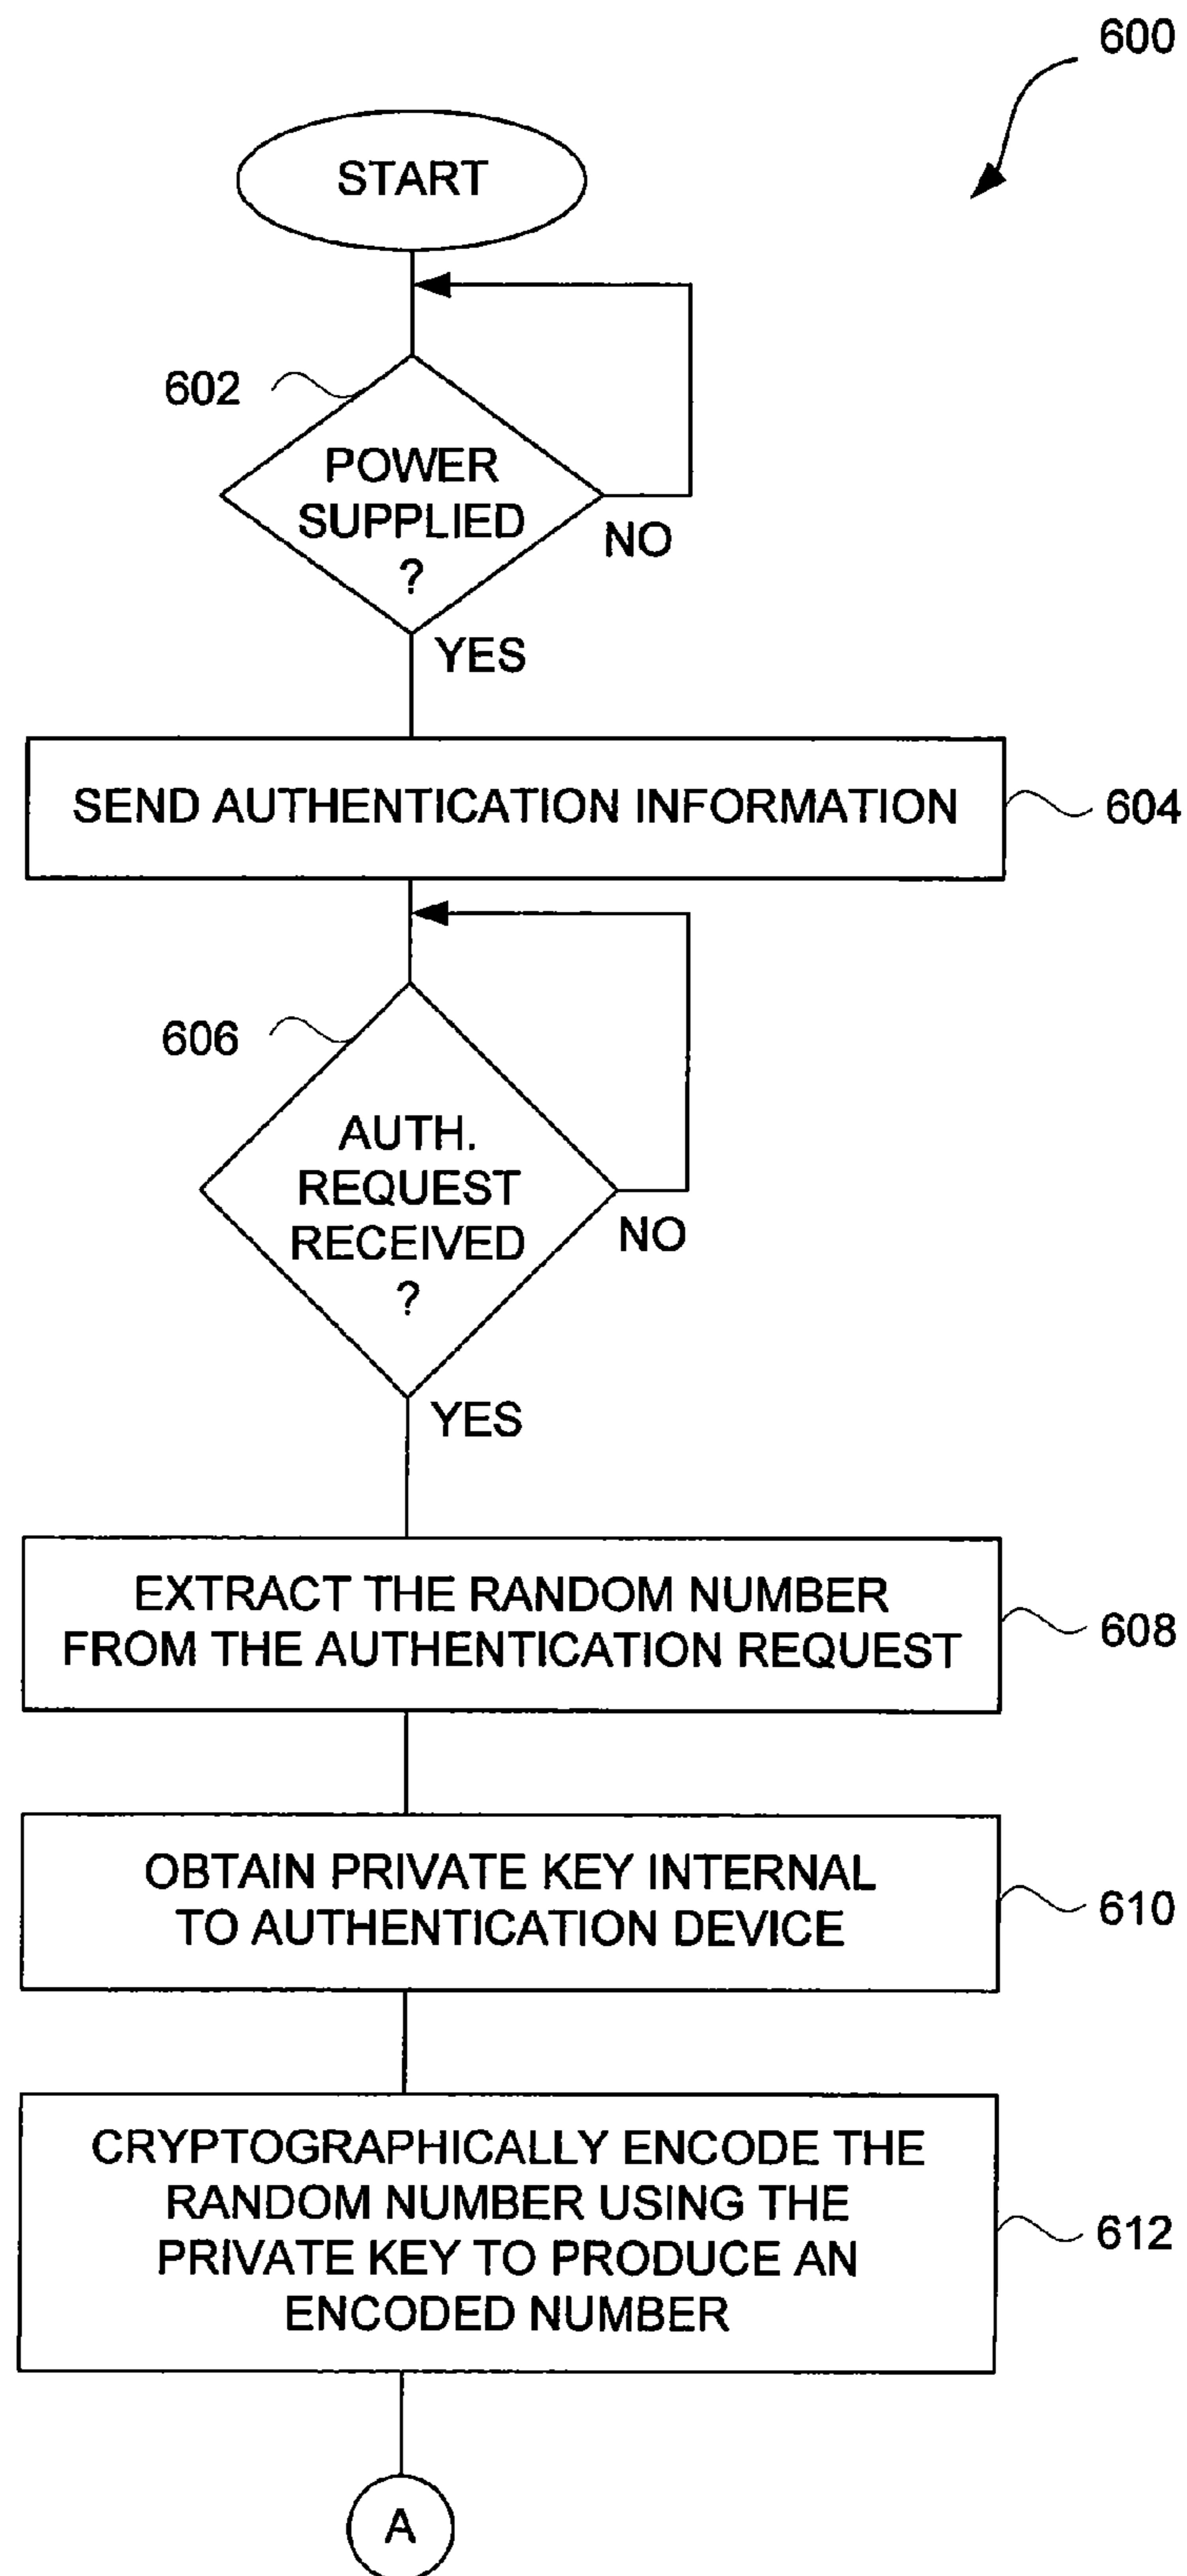 600
START
602
POWER
SUPPLIED
?
NO
YES
SEND AUTHENTICATION INFORMATION
604
606
AUTH.
REQUEST
RECEIVED
?
NO
YES
EXTRACT THE RANDOM NUMBER
FROM THE AUTHENTICATION REQUEST
608
OBTAIN PRIVATE KEY INTERNAL
TO AUTHENTICATION DEVICE
610
CRYPTOGRAPHICALLY ENCODE THE
RANDOM NUMBER USING THE
PRIVATE KEY TO PRODUCE AN
ENCODED NUMBER
612
A